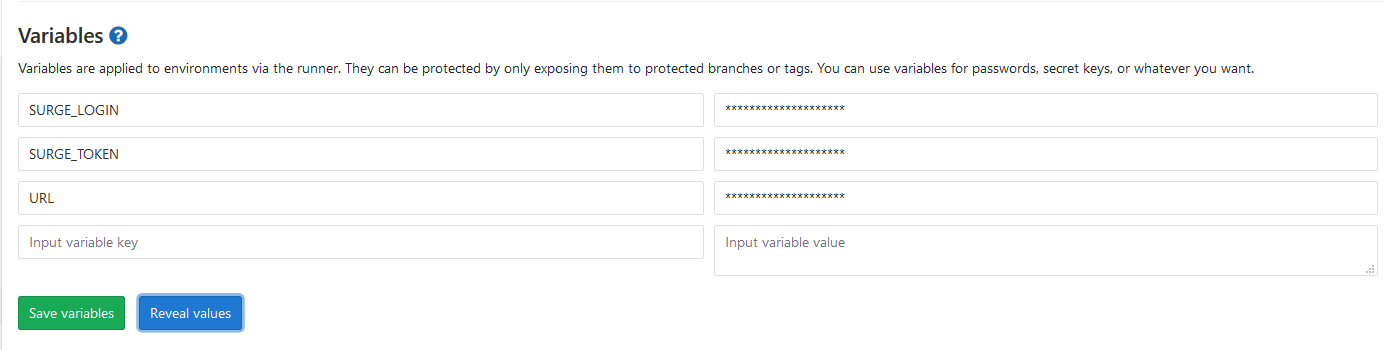 Variables ?
Variables are applied to environments via the runner. They can be protected by only exposing them to protected branches or tags. You can use variables for passwords, secret keys, or whatever you want.
SURGE_LOGIN ********************
SURGE_TOKEN ********************
URL ********************
Input variable key Input variable value
Save variables Reveal values